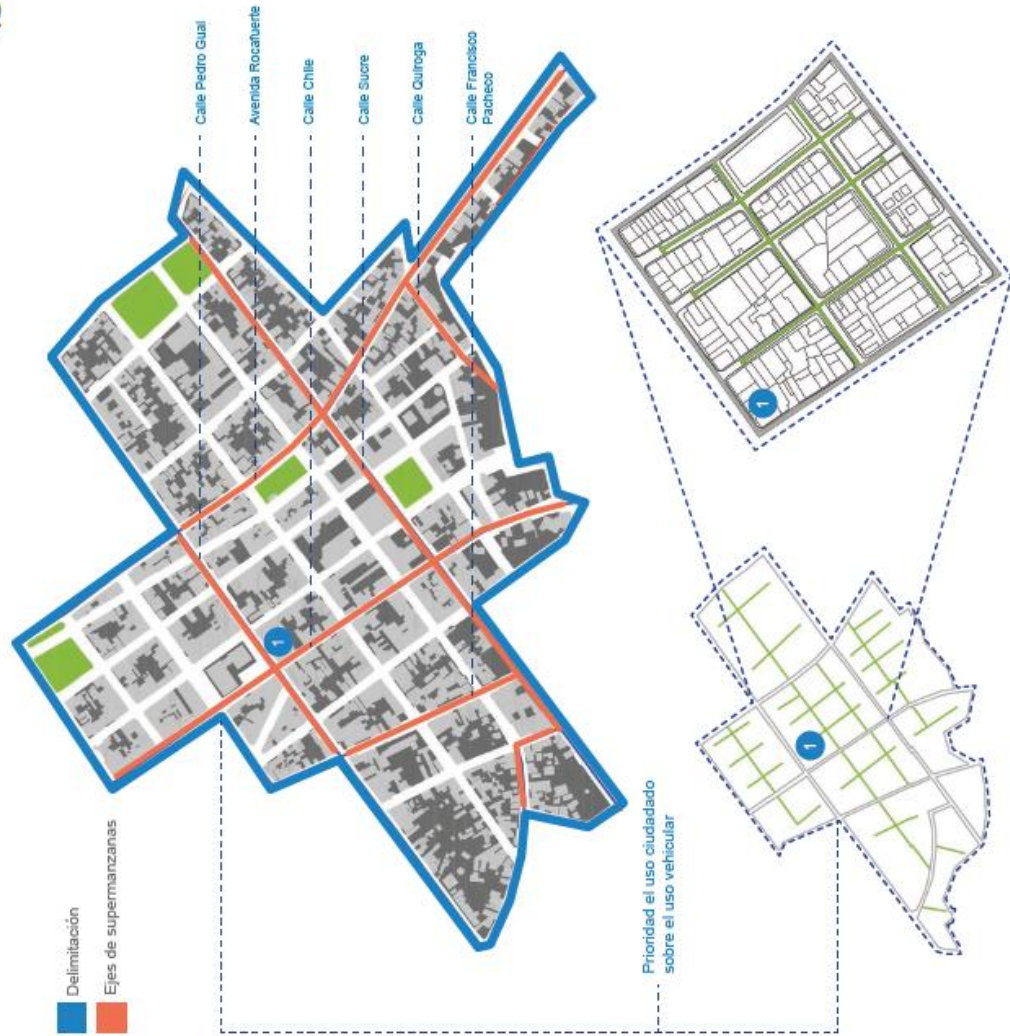 Delimitación
Ejes de supermanzanas
Calle Pedro Gual
Avenida Rocafuerte
Calle Chile
Calle Sucre
Calle Quiroga
Calle Francisco
Pacheco
1
Prioridad el uso ciudadado
sobre el uso vehicular
1
1